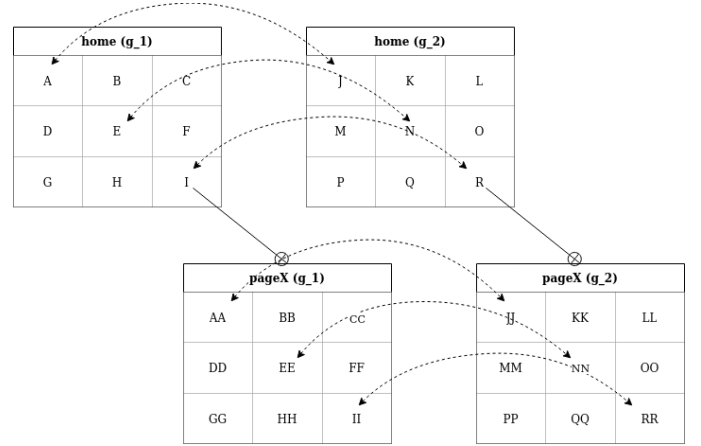 home (g_1) home (g_2)
A B C J K L
D E F M N O
G H I P Q R
pageX (g_1) pageX (g_2)
AA BB CC JJ KK LL
DD EE FF MM NN OO
GG HH II PP QQ RR